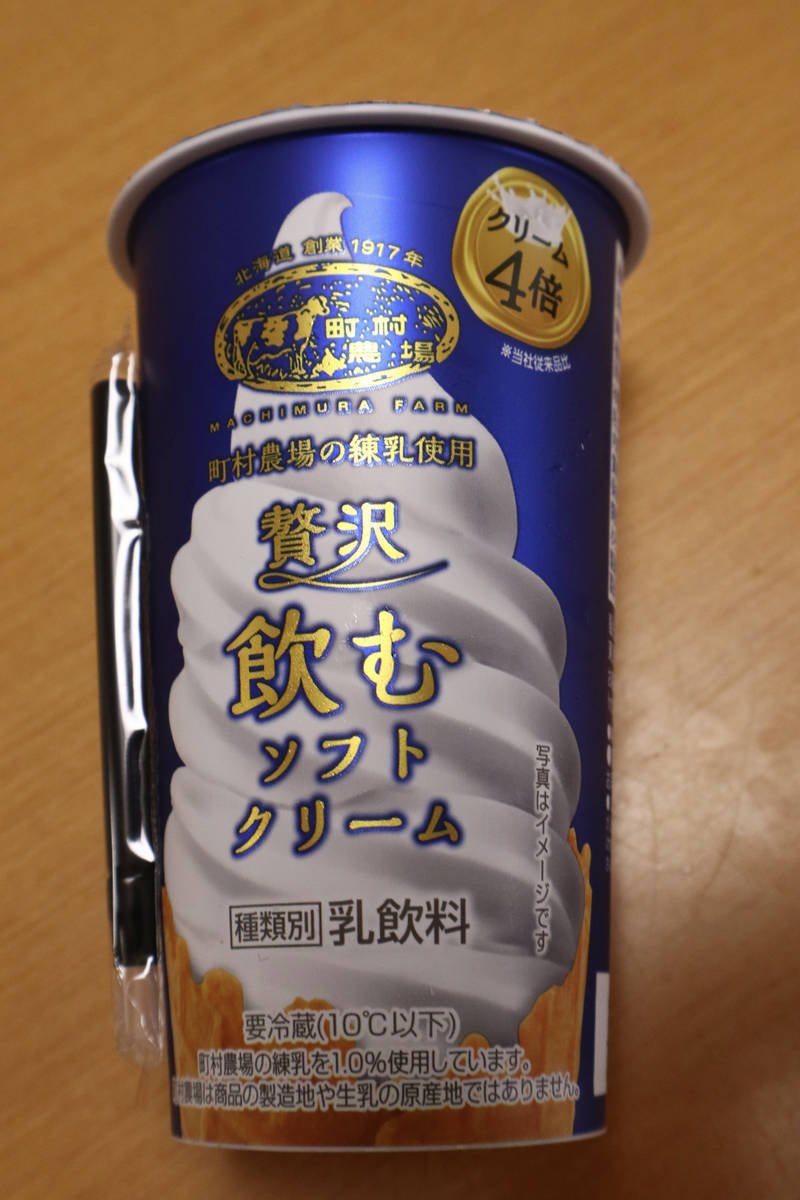 クリーム
4倍
※当社従来品比
北海道 創業1917年
町村
農場
MACHIMURA FARM
町村農場の練乳使用
贅沢
飲む
ソフト
クリーム
写真はイメージです
種類別 乳飲料
要冷蔵(10℃以下)
町村農場の練乳を1.0%使用しています。
町村農場は商品の製造地や生乳の原産地ではありません。